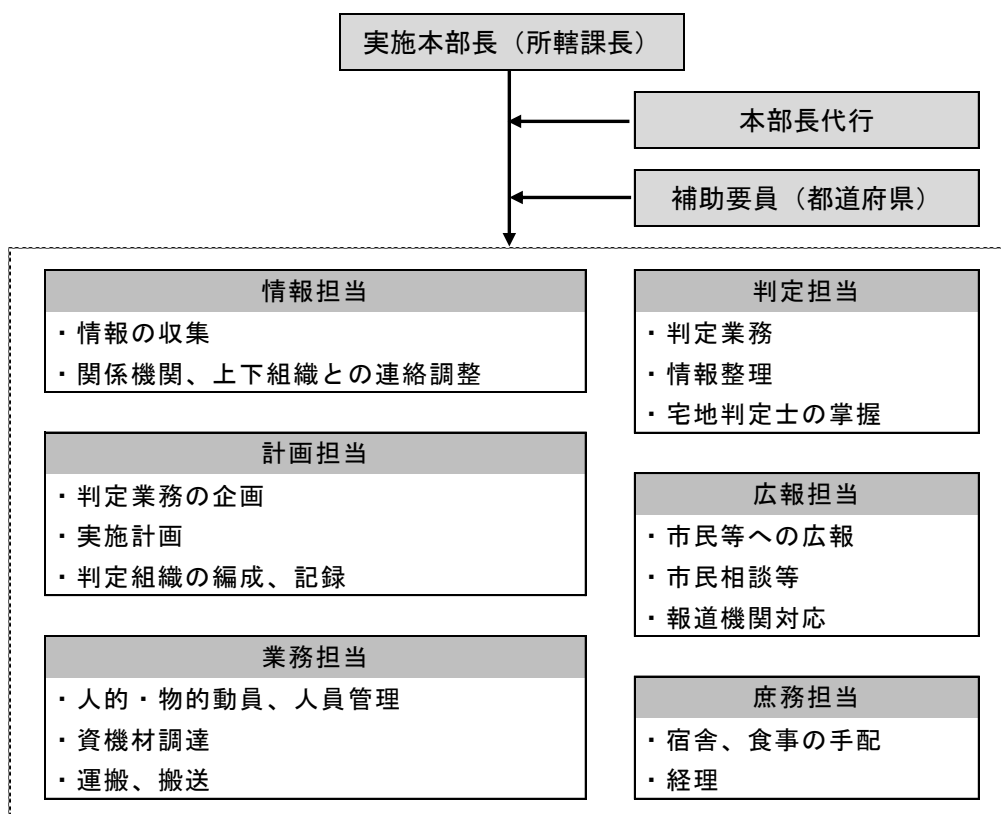 実施本部長（所轄課長）
本部長代行
補助要員（都道府県）
情報担当
・情報の収集
・関係機関、上下組織との連絡調整
計画担当
・判定業務の企画
・実施計画
・判定組織の編成、記録
業務担当
・人的・物的動員、人員管理
・資機材調達
・運搬、搬送
判定担当
・判定業務
・情報整理
・宅地判定士の掌握
広報担当
・市民等への広報
・市民相談等
・報道機関対応
庶務担当
・宿舎、食事の手配
・経理